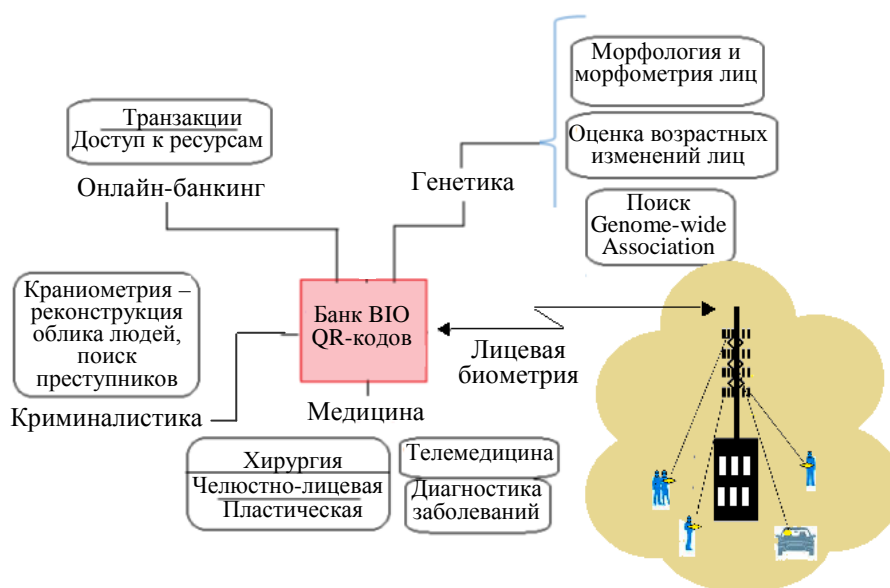 Морфология и
морфометрия лиц
Транзакции
Доступ к ресурсам
Оценка возрастных
изменений лиц
Онлайн-банкинг
Генетика
Поиск
Genome-wide
Association
Краниометрия –
реконструкция
облика людей,
поиск
преступников
Банк BIO
QR-кодов
Лицевая
биометрия
Криминалистика
Медицина
Хирургия
Челюстно-лицевая
Пластическая
Телемедицина
Диагностика
заболеваний